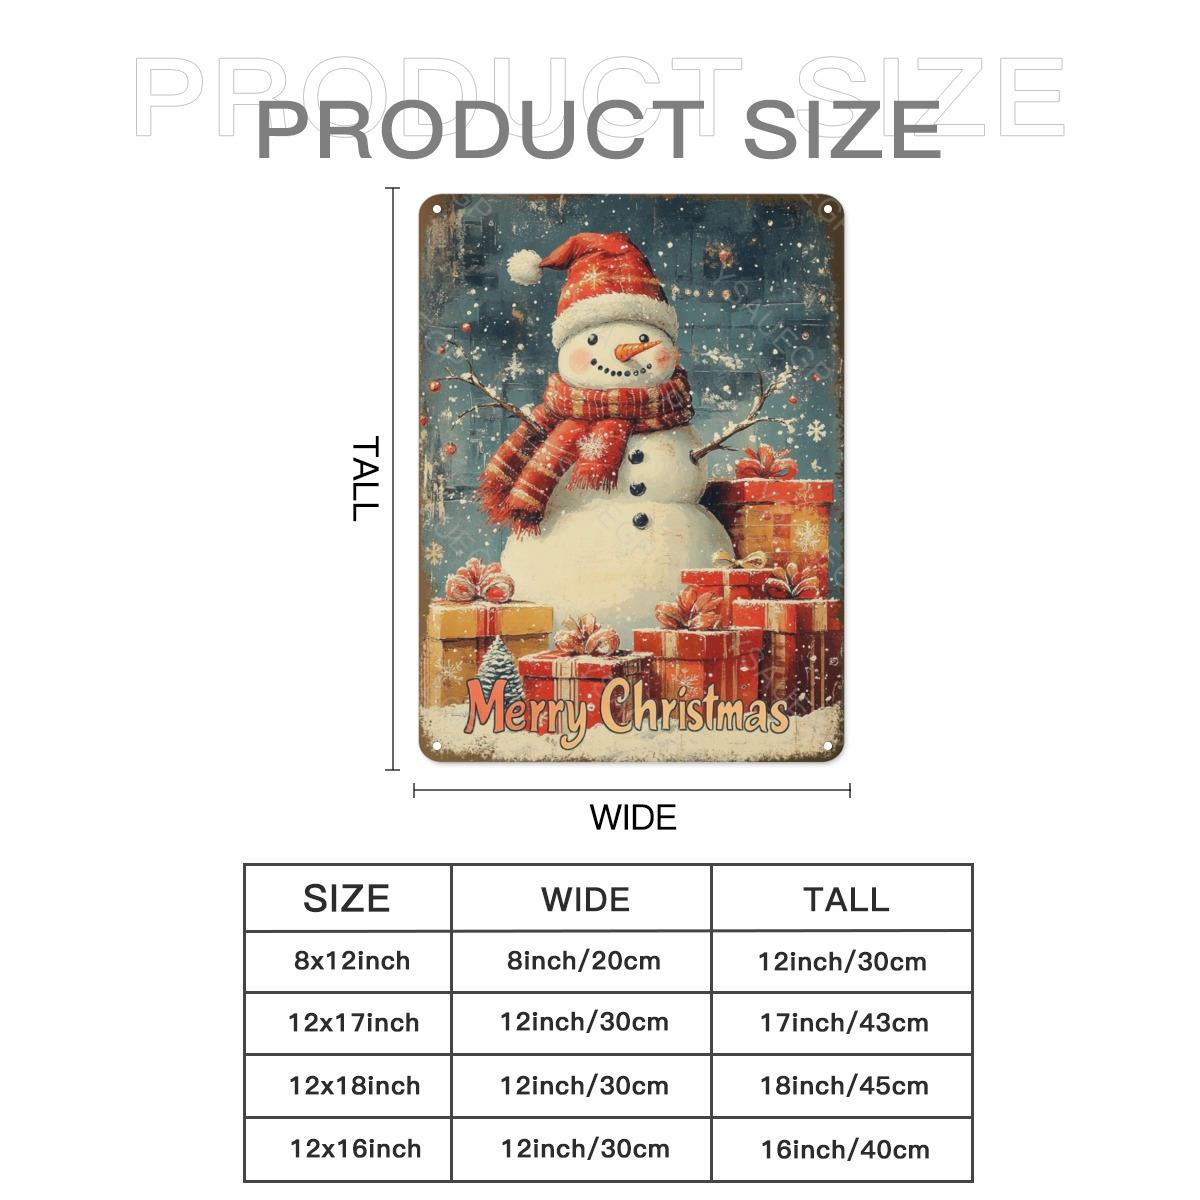 PRODUCT SIZE
PRODUCT SIZE
TALL
YSAUFGP
Merry Christmas
WIDE
SIZE WIDE TALL
8x12inch 8inch/20cm 12inch/30cm
12x17inch 12inch/30cm 17inch/43cm
12x18inch 12inch/30cm 18inch/45cm
12x16inch 12inch/30cm 16inch/40cm